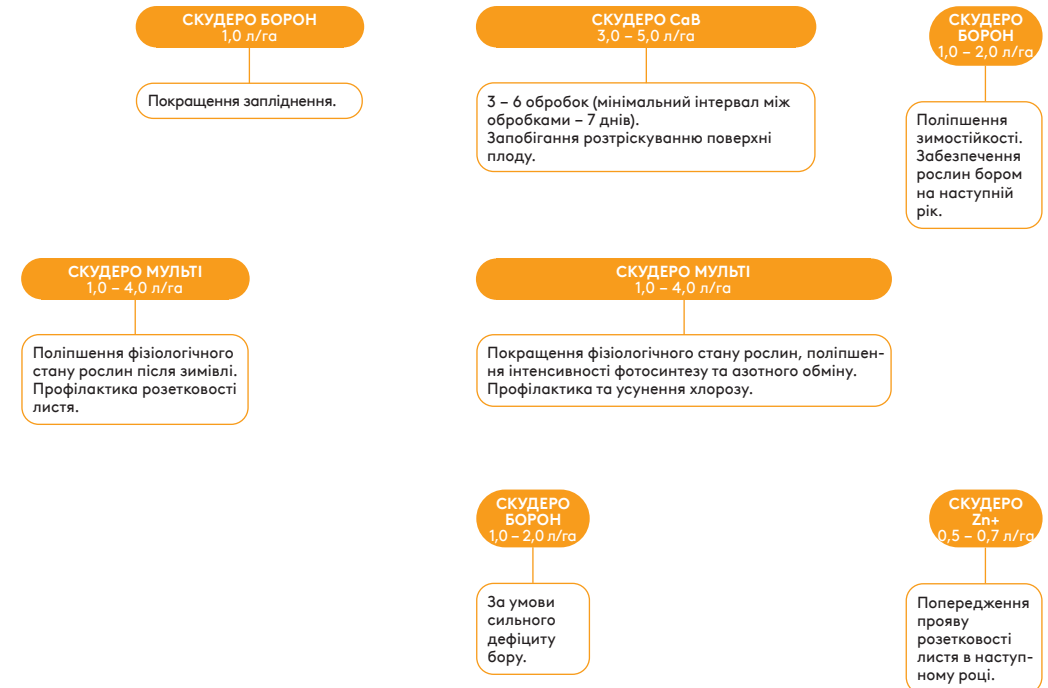 СКУДЕРО БОРОН
1,0 л/га
Покращення запліднення.
СКУДЕРО CaB
3,0 – 5,0 л/га
3 – 6 обробок (мінімальний інтервал між
обробками – 7 днів).
Запобігання розтріскуванню поверхні
плоду.
СКУДЕРО
БОРОН
1,0 – 2,0 л/га
Поліпшення
зимостійкості.
Забезпечення
рослин бором
на наступній
рік.
СКУДЕРО МУЛЬТІ
1,0 – 4,0 л/га
Поліпшення фізіологічного
стану рослин після зимівлі.
Профілактика розетковості
листя.
СКУДЕРО МУЛЬТІ
1,0 – 4,0 л/га
Покращення фізіологічного стану рослин, поліпшен-
ня інтенсивності фотосинтезу та азотного обміну.
Профілактика та усунення хлорозу.
СКУДЕРО
БОРОН
1,0 – 2,0 л/га
За умови
сильного
дефіциту
бору.
СКУДЕРО
Zn+
0,5 – 0,7 л/га
Попередження
прояву
розетковості
листя в наступ-
ному році.